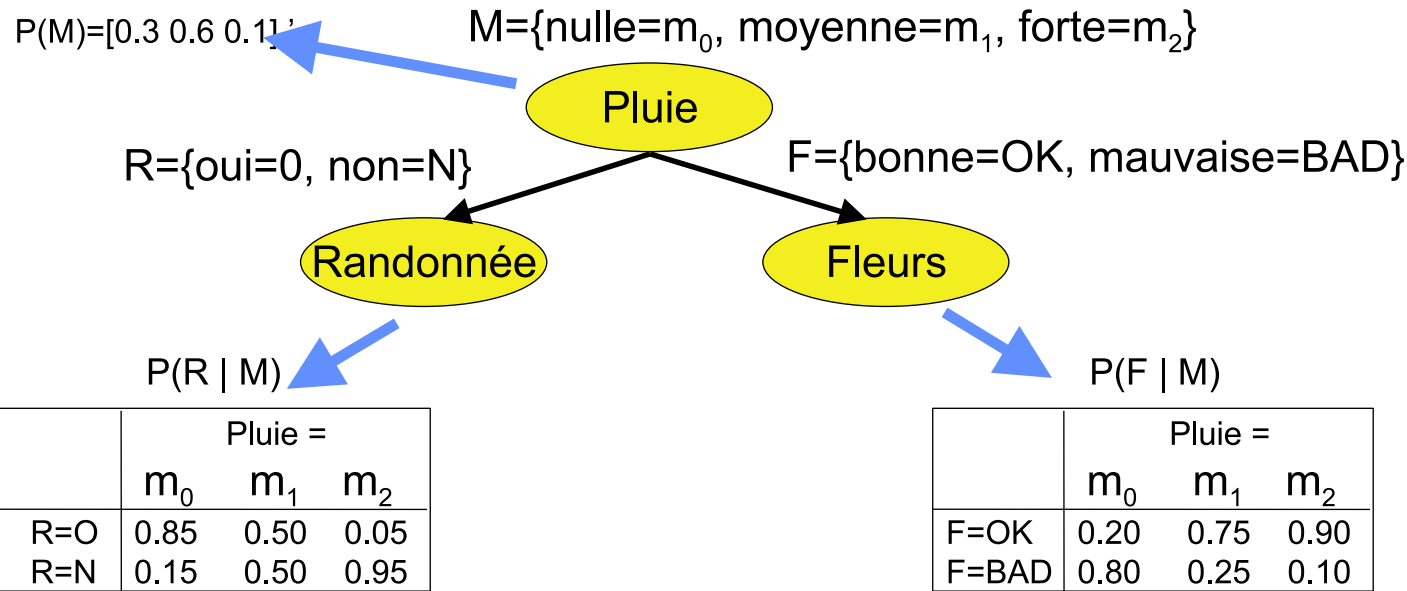 P(M)=[0.3 0.6 0.1]'
M={nulle=m₀, moyenne=m₁, forte=m₂}
Pluie
R={oui=0, non=N}
F={bonne=OK, mauvaise=BAD}
Randonnée
Fleurs
P(R | M)
P(F | M)
Pluie =
m₀ m₁ m₂
R=O 0.85 0.50 0.05
R=N 0.15 0.50 0.95
Pluie =
m₀ m₁ m₂
F=OK 0.20 0.75 0.90
F=BAD 0.80 0.25 0.10